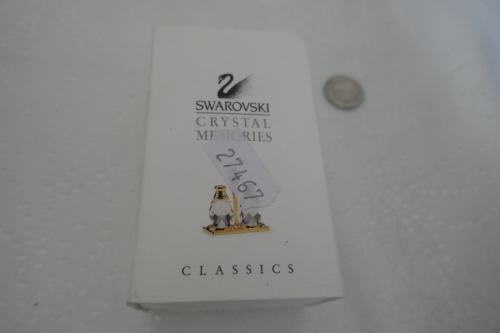 SWAROVSKI
CRYSTAL
MEMORIES
27467
CLASSICS